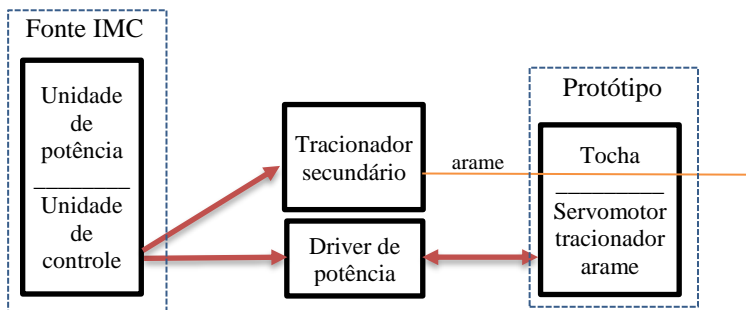 Fonte IMC
Unidade
de
potência
Unidade
de
controle
Tracionador
secundário
Driver de
potência
arame
Protótipo
Tocha
Servomotor
tracionador
arame